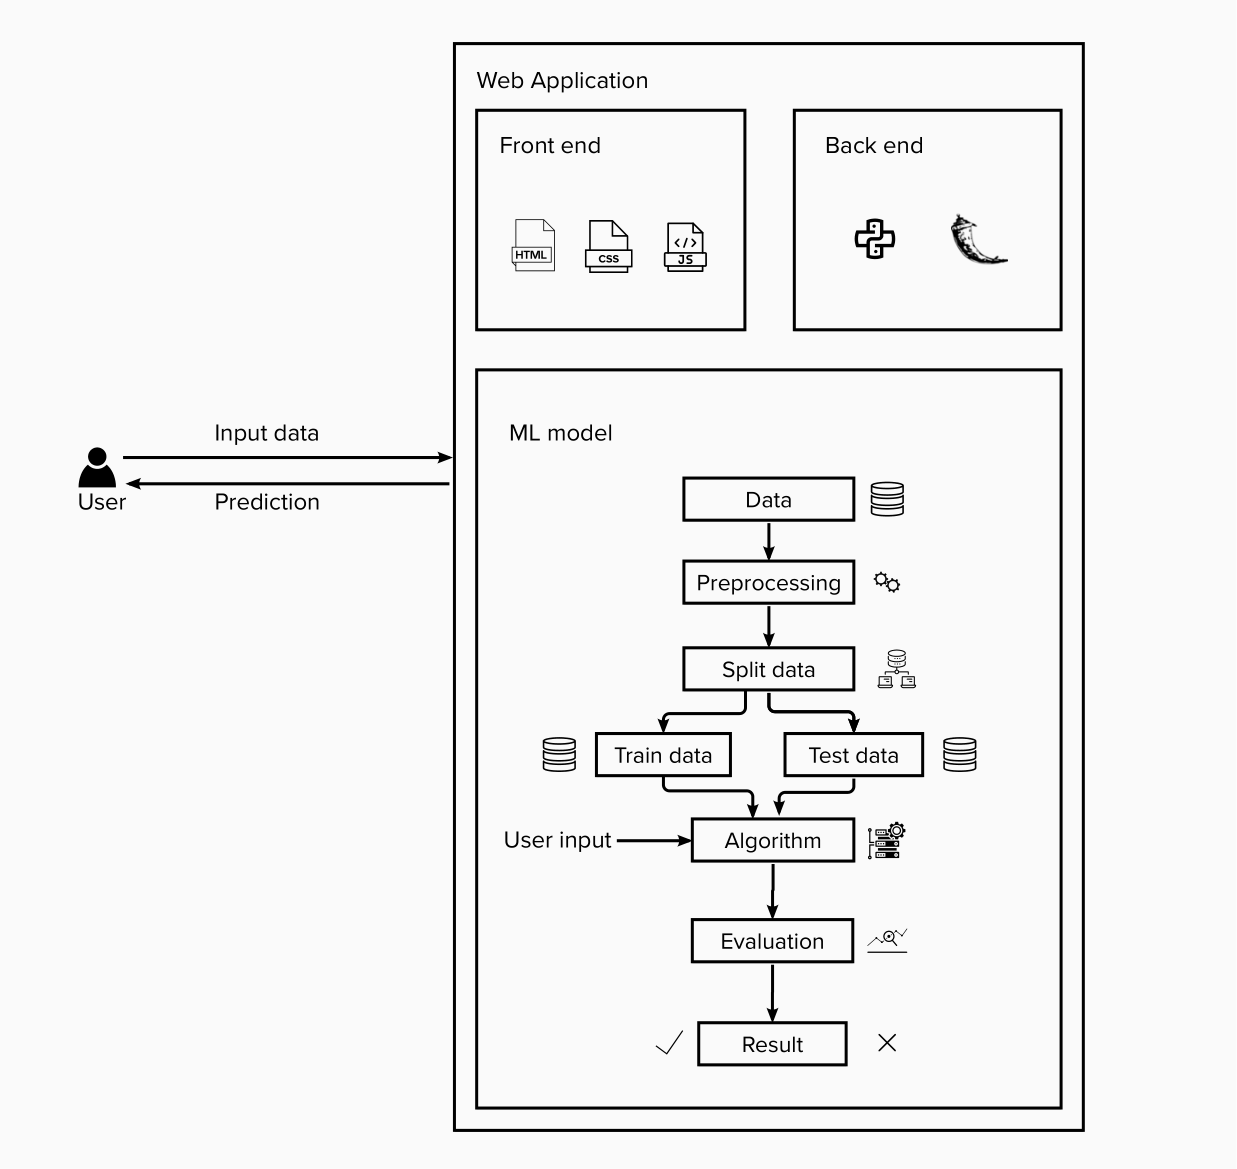 Web Application
Front end
Back end
HTML
CSS
</>
JS
Input data
User
Prediction
ML model
Data
Preprocessing
Split data
Train data
Test data
User input
Algorithm
Evaluation
Result